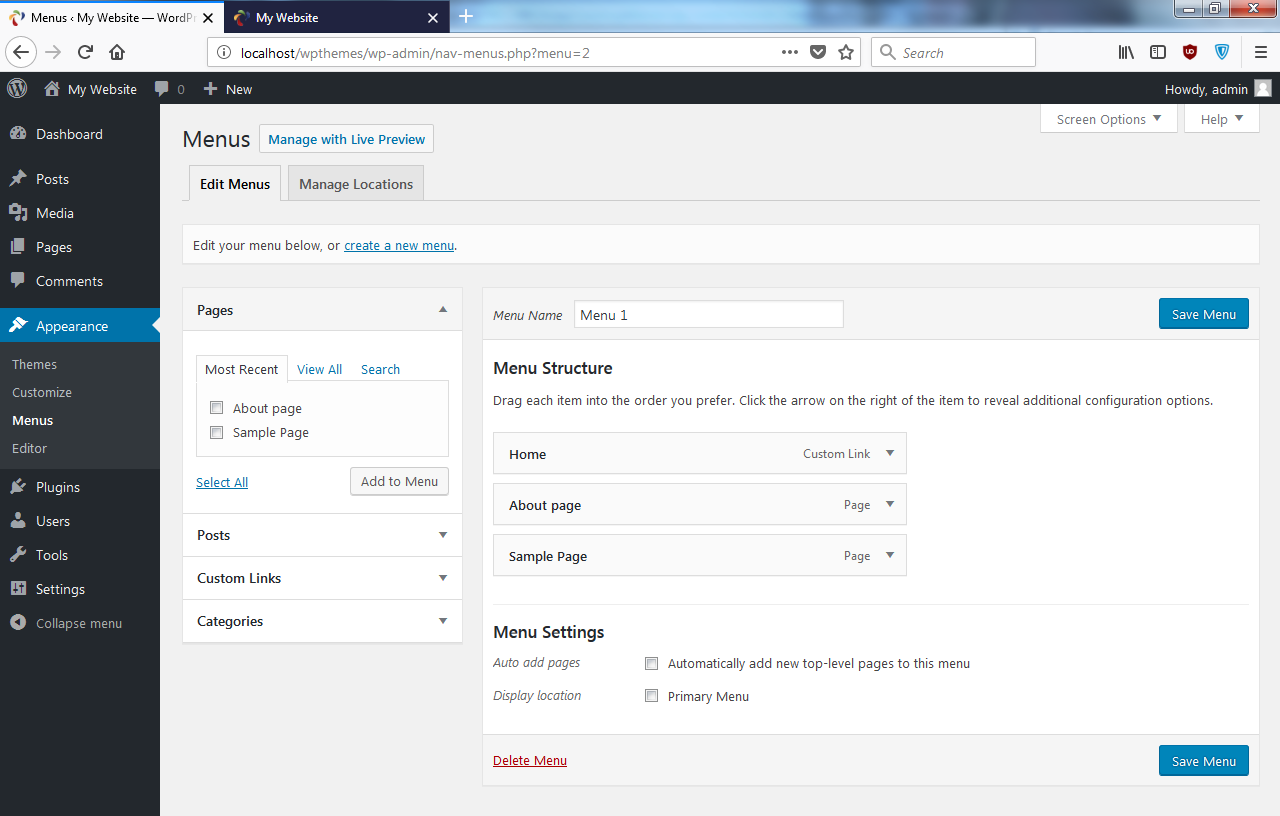 Menus ‹ My Website — WordPr
My Website
localhost/wpthemes/wp-admin/nav-menus.php?menu=2
Search
My Website
0
New
Howdy, admin
Screen Options
Help
Dashboard
Posts
Media
Pages
Comments
Appearance
Themes
Customize
Menus
Editor
Plugins
Users
Tools
Settings
Collapse menu
Menus
Manage with Live Preview
Edit Menus
Manage Locations
Edit your menu below, or create a new menu.
Pages
Most Recent
View All
Search
About page
Sample Page
Select All
Add to Menu
Posts
Custom Links
Categories
Menu Name
Menu 1
Save Menu
Menu Structure
Drag each item into the order you prefer. Click the arrow on the right of the item to reveal additional configuration options.
Home
Custom Link
About page
Page
Sample Page
Page
Menu Settings
Auto add pages
Automatically add new top-level pages to this menu
Display location
Primary Menu
Delete Menu
Save Menu